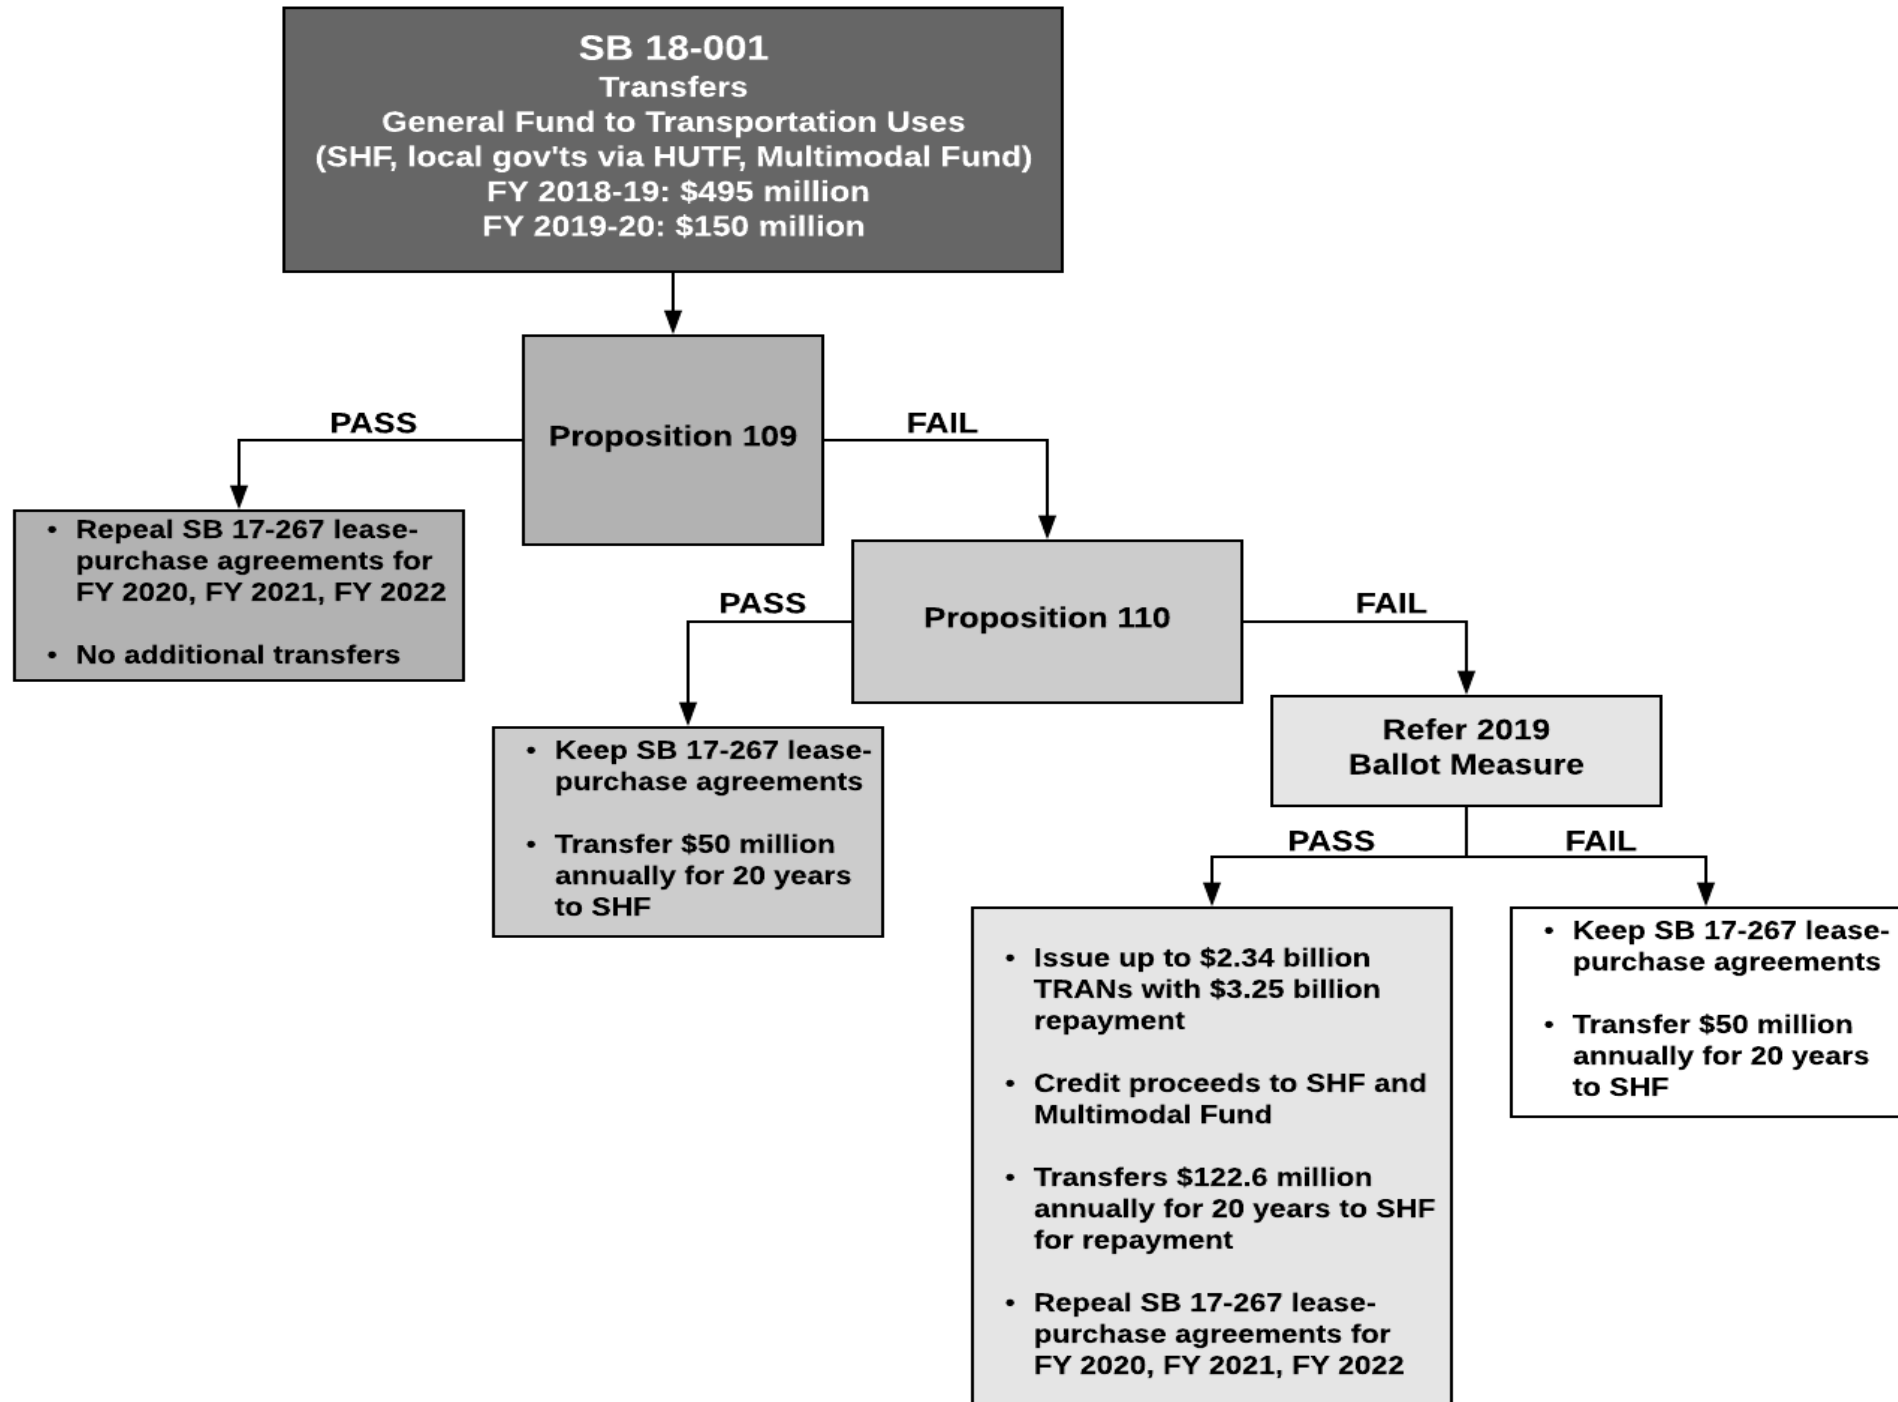 SB 18-001
Transfers
General Fund to Transportation Uses
(SHF, local gov'ts via HUTF, Multimodal Fund)
FY 2018-19: $495 million
FY 2019-20: $150 million
PASS
Proposition 109
FAIL
• Repeal SB 17-267 lease-
purchase agreements for
FY 2020, FY 2021, FY 2022
• No additional transfers
PASS
Proposition 110
FAIL
• Keep SB 17-267 lease-
purchase agreements
• Transfer $50 million
annually for 20 years
to SHF
Refer 2019
Ballot Measure
PASS
FAIL
• Issue up to $2.34 billion
TRANs with $3.25 billion
repayment
• Credit proceeds to SHF and
Multimodal Fund
• Transfers $122.6 million
annually for 20 years to SHF
for repayment
• Repeal SB 17-267 lease-
purchase agreements for
FY 2020, FY 2021, FY 2022
• Keep SB 17-267 lease-
purchase agreements
• Transfer $50 million
annually for 20 years
to SHF